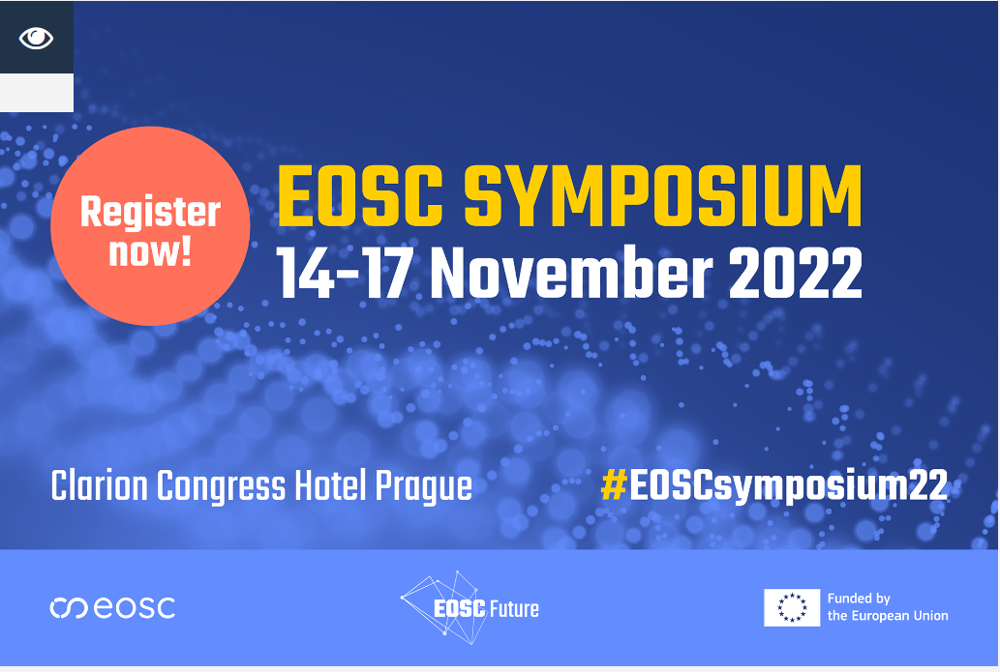 Register
now!
EOSC SYMPOSIUM
14-17 November 2022
Clarion Congress Hotel Prague
#EOSCsymposium22
eosc
EOSC Future
Funded by
the European Union